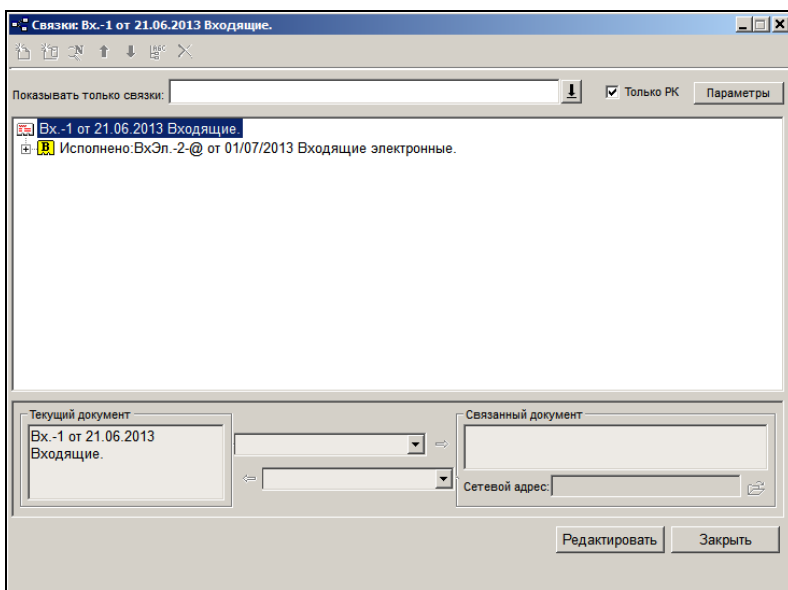 Связки: Вх.-1 от 21.06.2013 Входящие.
Показывать только связки:
Только РК
Параметры
Вх.-1 от 21.06.2013 Входящие.
В Исполнено:ВхЭл.-2-@ от 01/07/2013 Входящие электронные.
Текущий документ
Связанный документ
Вх.-1 от 21.06.2013
Входящие.
Сетевой адрес:
Редактировать
Закрыть